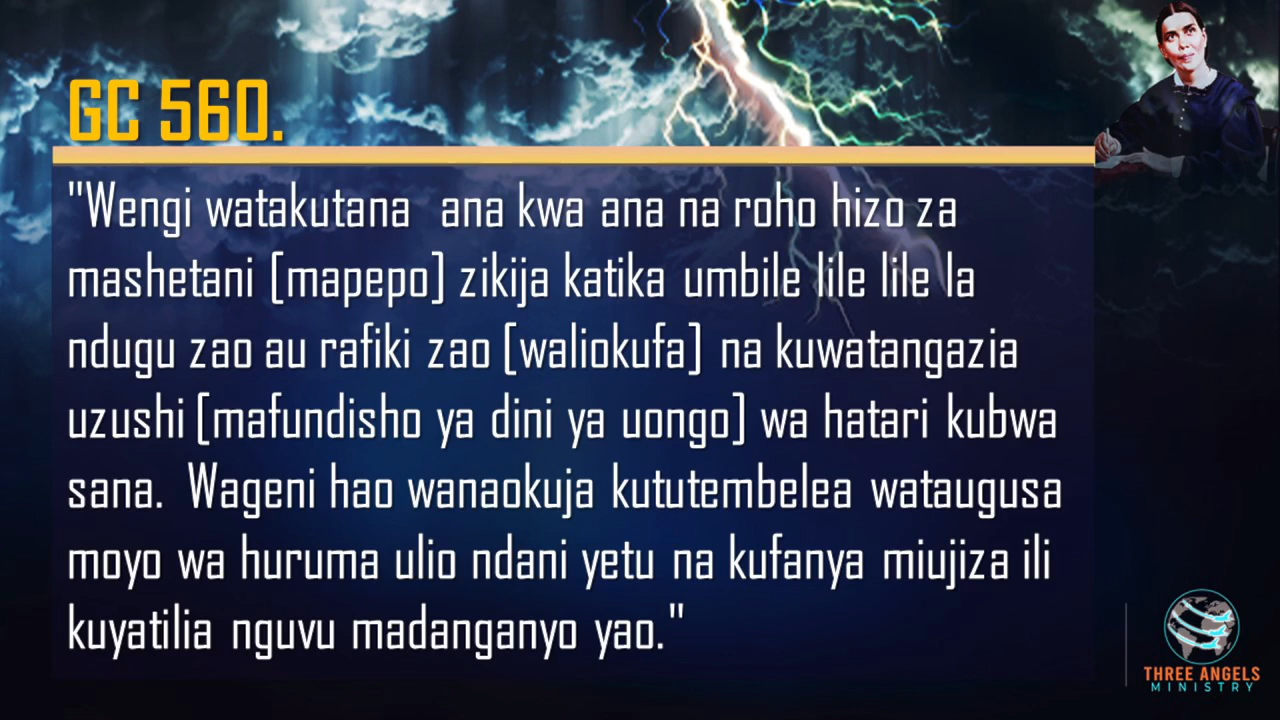 GC 560.
"Wengi watakutana ana kwa ana na roho hizo za
mashetani [mapepo] zikija katika umbile lile lile la
ndugu zao au rafiki zao [waliokufa] na kuwatangazia
uzushi [mafundisho ya dini ya uongo] wa hatari kubwa
sana. Wageni hao wanaokuja kututembelea wataugusa
moyo wa huruma ulio ndani yetu na kufanya miujiza ili
kuyatilia nguvu madanganyo yao."
THREE ANGELS
MINISTRY